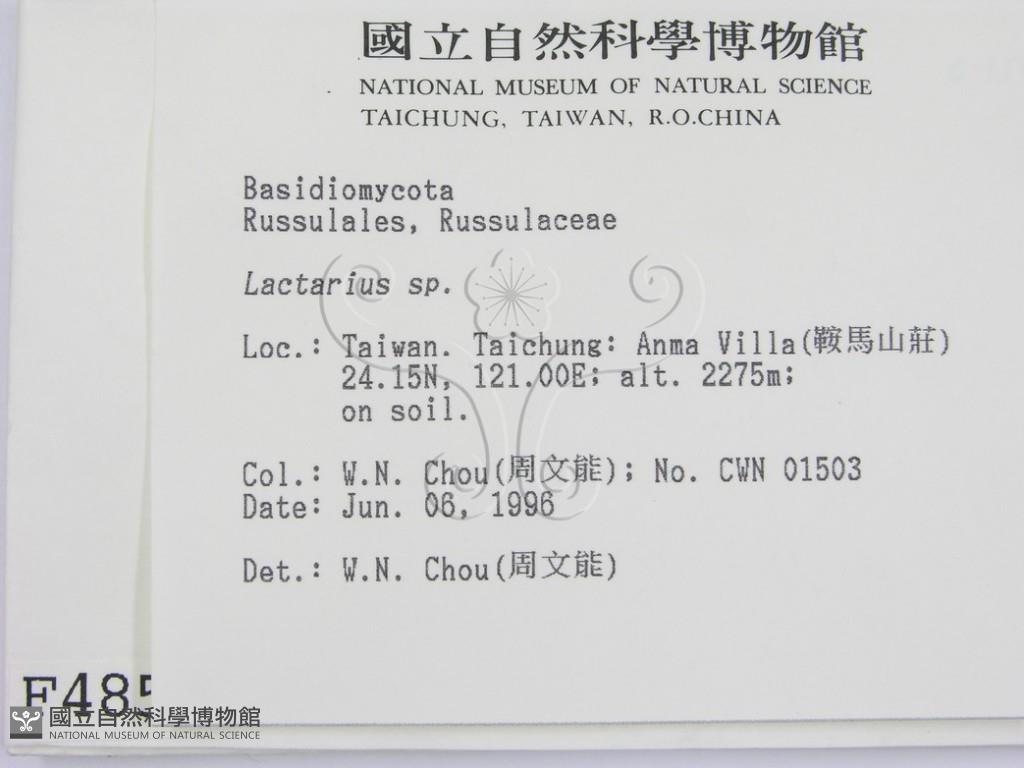 國立自然科學博物館
NATIONAL MUSEUM OF NATURAL SCIENCE
TAICHUNG, TAIWAN, R.O.CHINA
Basidiomycota
Russulales, Russulaceae
Lactarius sp.
Loc.: Taiwan. Taichung: Anma Villa(鞍馬山莊)
24.15N, 121.00E; alt. 2275m;
on soil.
Col.: W.N. Chou(周文能); No. CWN 01503
Date: Jun. 06, 1996
Det.: W.N. Chou(周文能)
F485
國立自然科學博物館
NATIONAL MUSEUM OF NATURAL SCIENCE